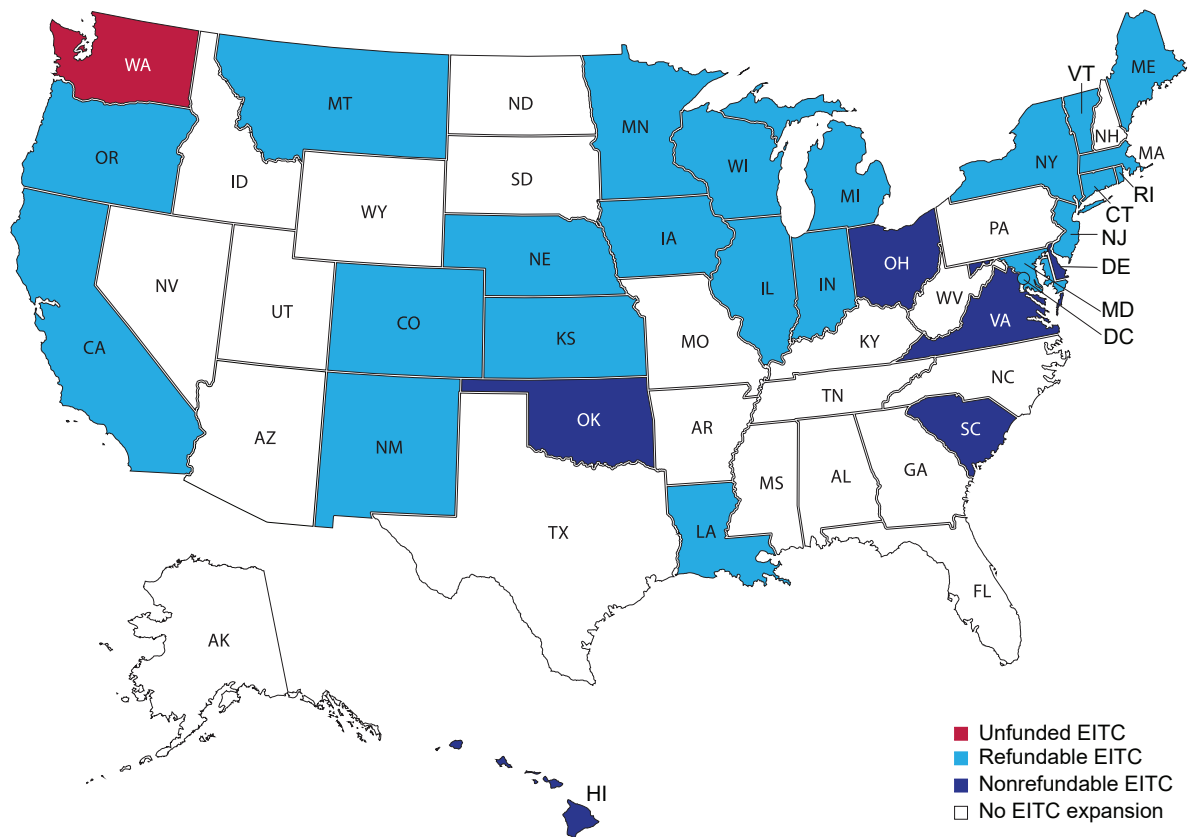 WA
MT
ND
MN
VT
ME
NH
OR
ID
SD
WI
NY
MA
WY
MI
RI
CT
NE
IA
PA
NJ
NV
UT
CO
IL
IN
OH
DE
WV
MD
VA
DC
CA
KS
MO
KY
NC
TN
AZ
NM
OK
AR
SC
MS
AL
GA
TX
LA
FL
AK
HI
Unfunded EITC
Refundable EITC
Nonrefundable EITC
No EITC expansion